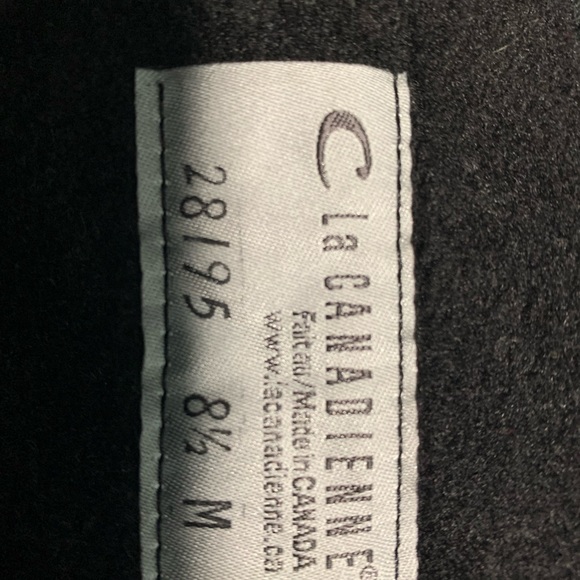 C
La CANADIENNE®
Fait au/Made in CANADA
www.lacanadienne.ca
28195 8½ M